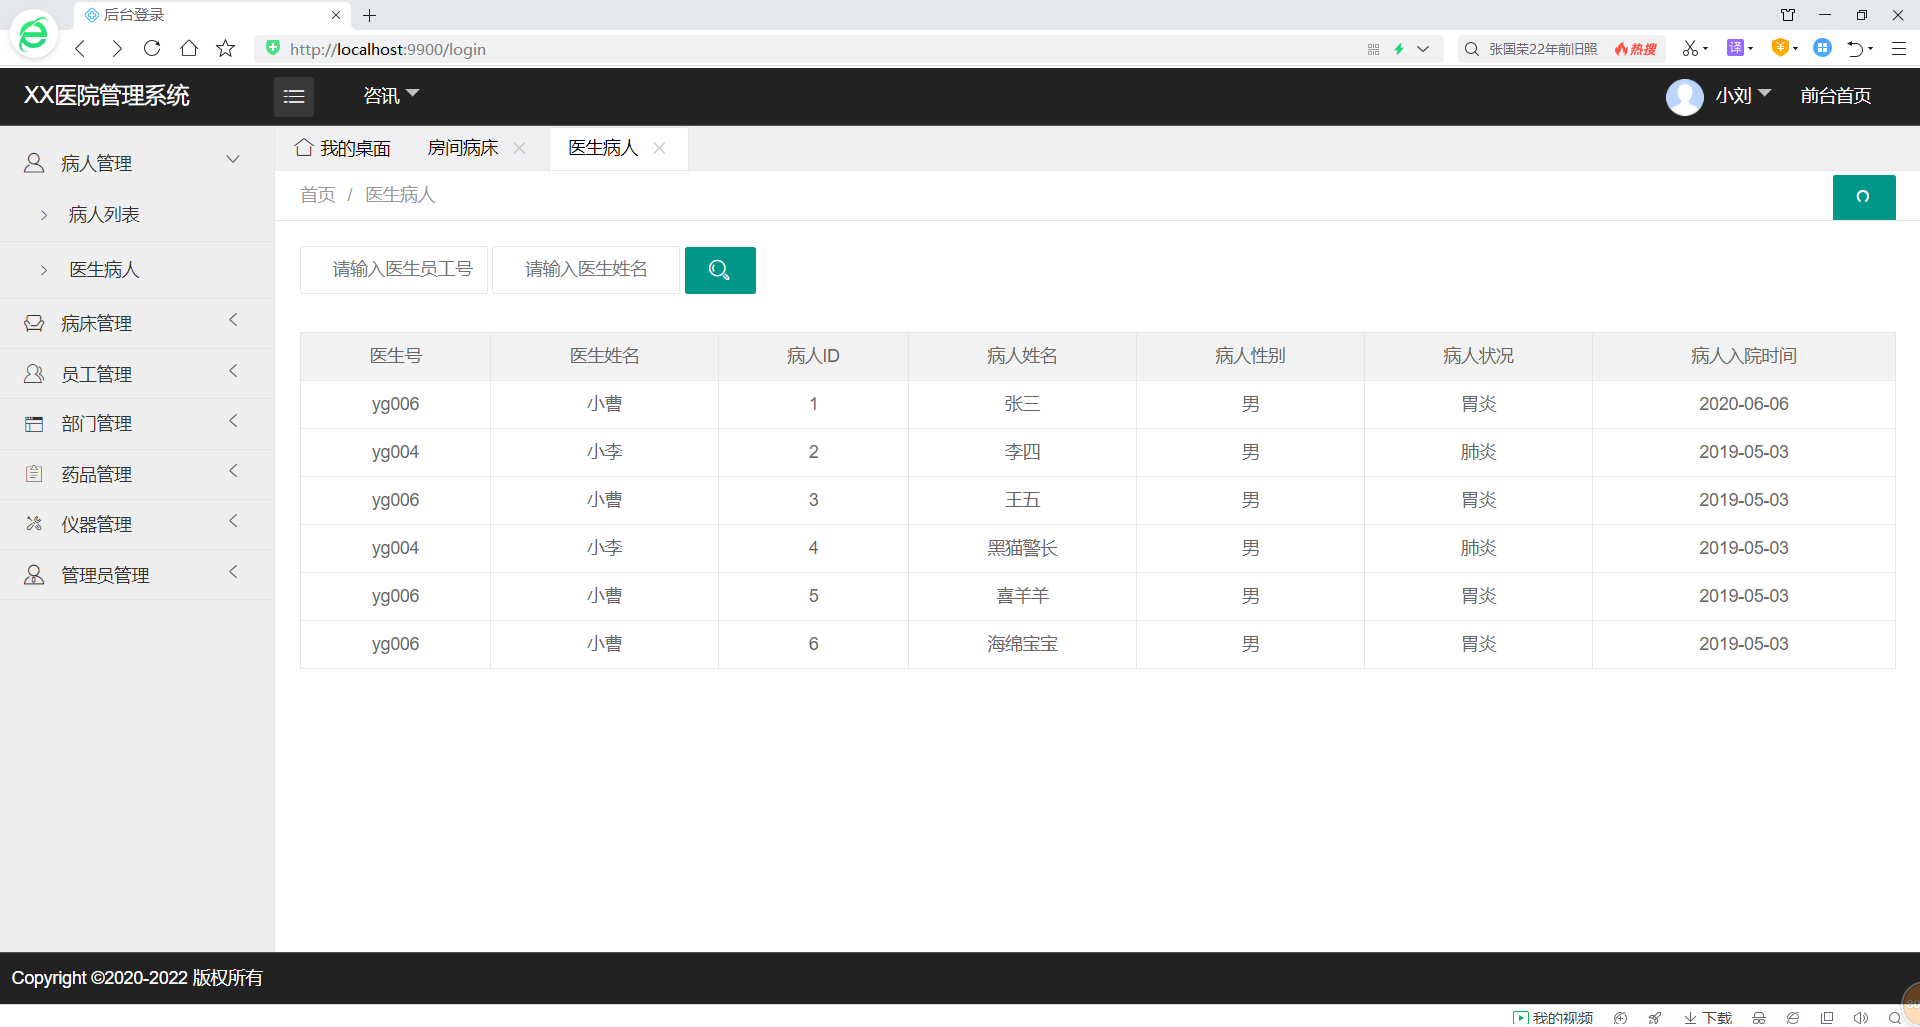 后台登录
http://localhost:9900/login
张国荣22年前旧照 热搜
译
XX医院管理系统
咨讯
小刘
前台首页
病人管理
病人列表
医生病人
病床管理
员工管理
部门管理
药品管理
仪器管理
管理员管理
我的桌面 房间病床 医生病人
首页 / 医生病人
请输入医生员工号 请输入医生姓名
医生号 医生姓名 病人ID 病人姓名 病人性别 病人状况 病人入院时间
yg006 小曹 1 张三 男 胃炎 2020-06-06
yg004 小李 2 李四 男 肺炎 2019-05-03
yg006 小曹 3 王五 男 胃炎 2019-05-03
yg004 小李 4 黑猫警长 男 肺炎 2019-05-03
yg006 小曹 5 喜羊羊 男 胃炎 2019-05-03
yg006 小曹 6 海绵宝宝 男 胃炎 2019-05-03
Copyright ©2020-2022 版权所有
我的视频 下载